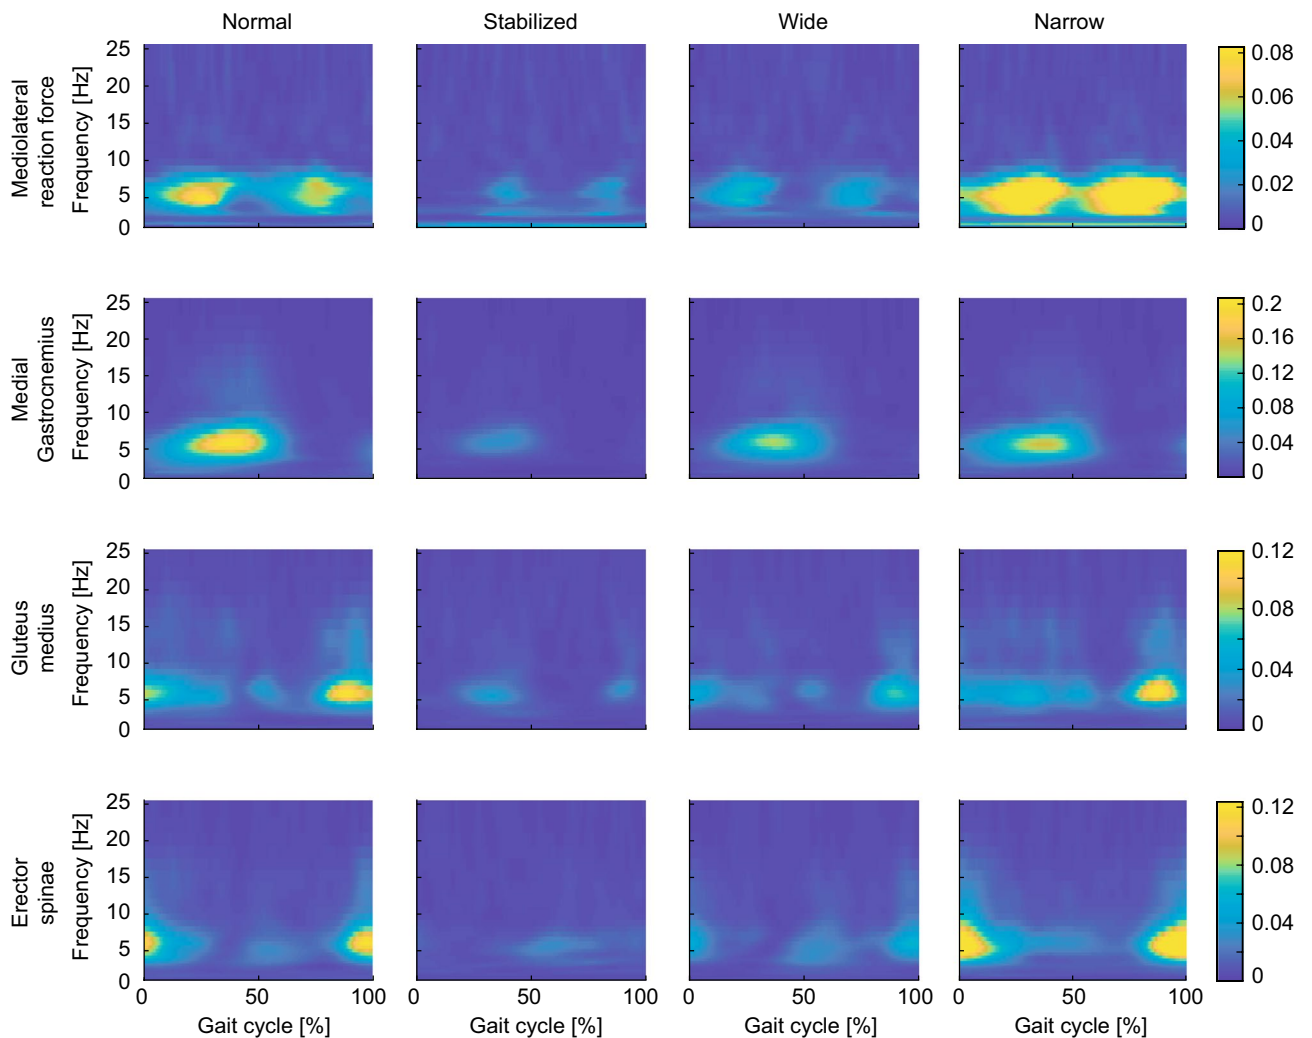 Normal Stabilized Wide Narrow
Mediolateral
reaction force
Frequency [Hz]
25
20
15
10
5
0
0.08
0.06
0.04
0.02
0
Medial
Gastrocnemius
Frequency [Hz]
25
20
15
10
5
0
0.2
0.16
0.12
0.08
0.04
0
Gluteus
medius
Frequency [Hz]
25
20
15
10
5
0
0.12
0.08
0.04
0
Erector
spinae
Frequency [Hz]
25
20
15
10
5
0
0.12
0.08
0.04
0
0 50 100 0 50 100 0 50 100 0 50 100
Gait cycle [%] Gait cycle [%] Gait cycle [%] Gait cycle [%]